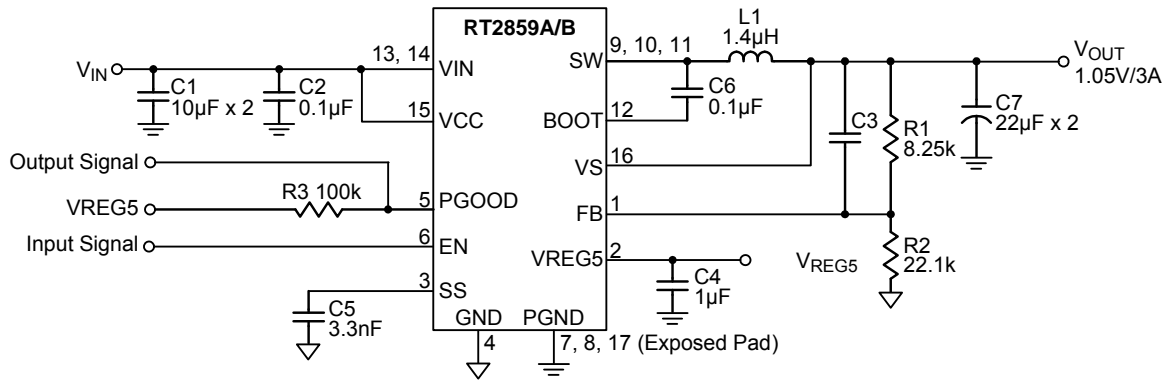 RT2859A/B
VIN
13, 14
VIN
C1
10µF x 2
C2
0.1µF
15
VCC
Output Signal
VREG5
R3 100k
5
PGOOD
Input Signal
6
EN
3
SS
C5
3.3nF
GND
4
PGND
7, 8, 17 (Exposed Pad)
SW
9, 10, 11
L1
1.4µH
C6
0.1µF
BOOT
12
VS
16
FB
1
VREG5
2
C4
1µF
VREG5
C3
R1
8.25k
R2
22.1k
C7
22µF x 2
VOUT
1.05V/3A